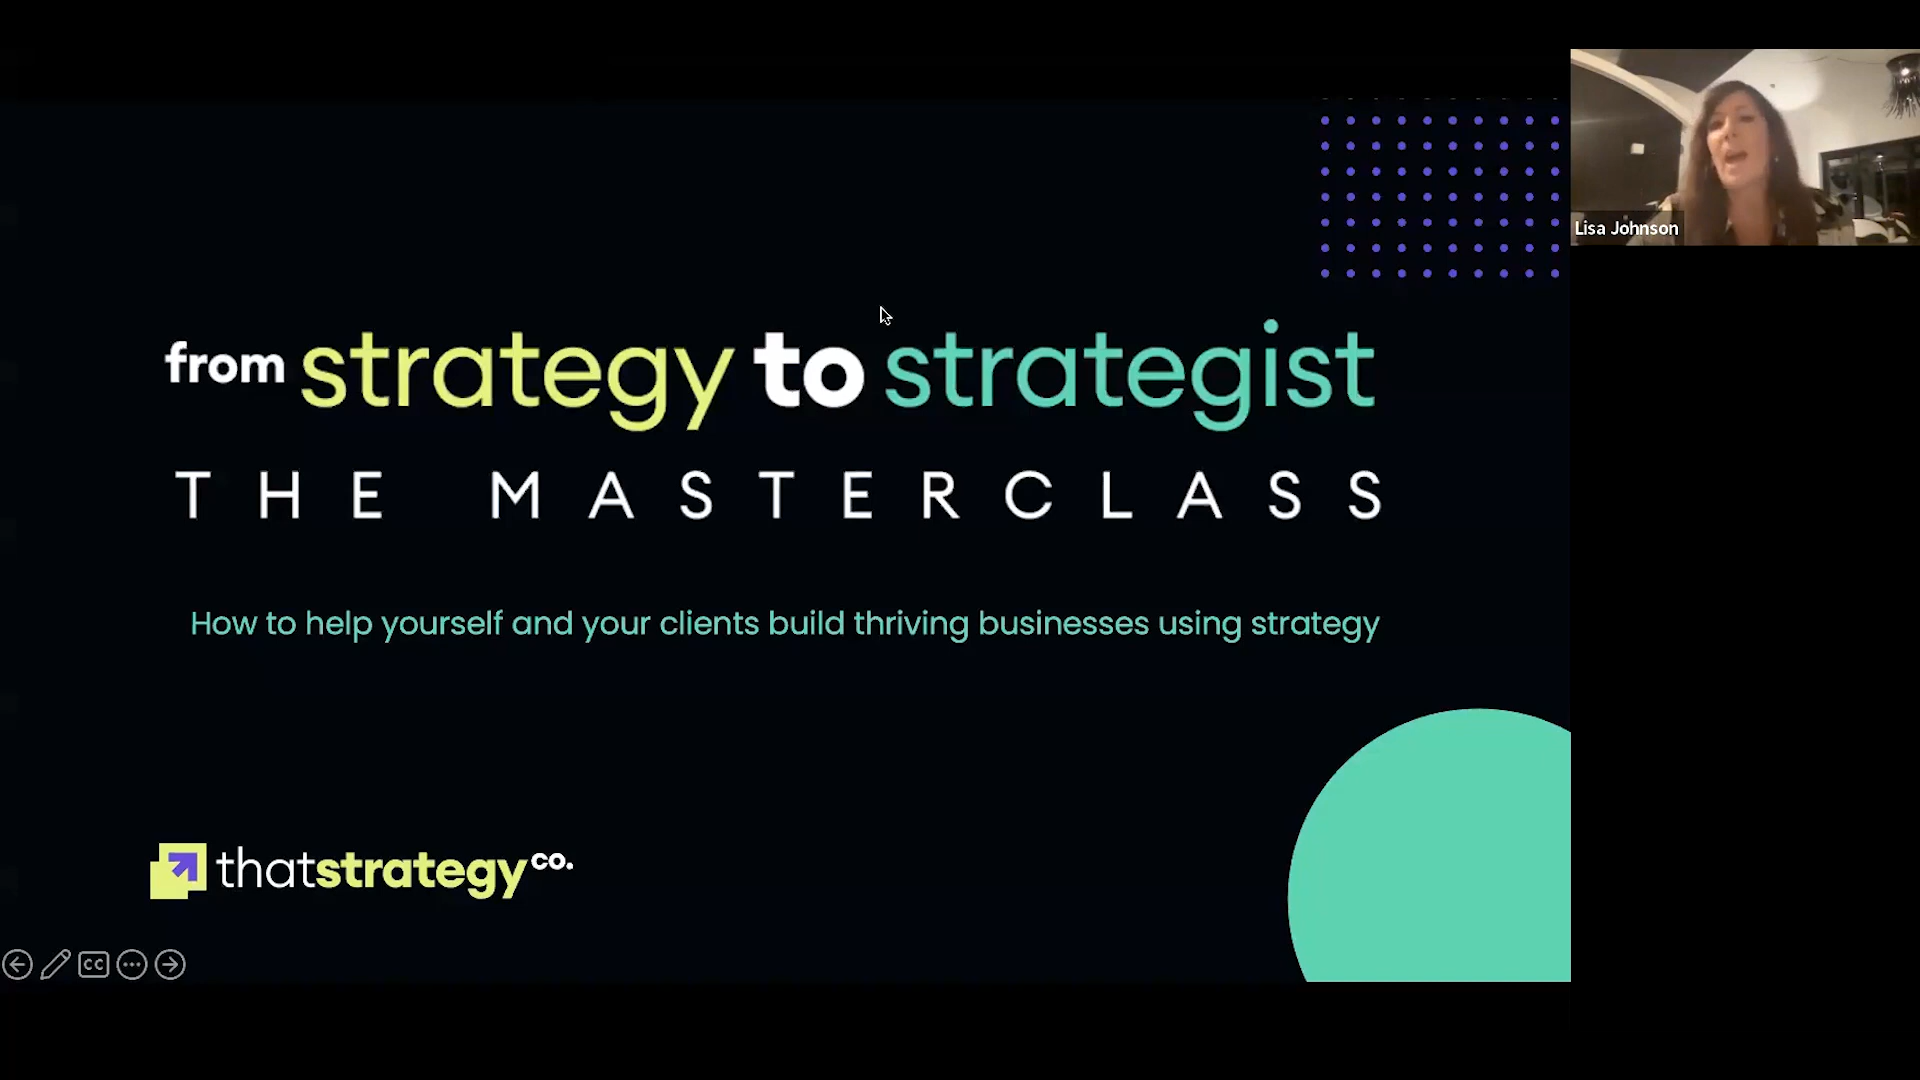 from strategy to strategist
THE MASTERCLASS
How to help yourself and your clients build thriving businesses using strategy
thatstrategy co.
CC
Lisa Johnson